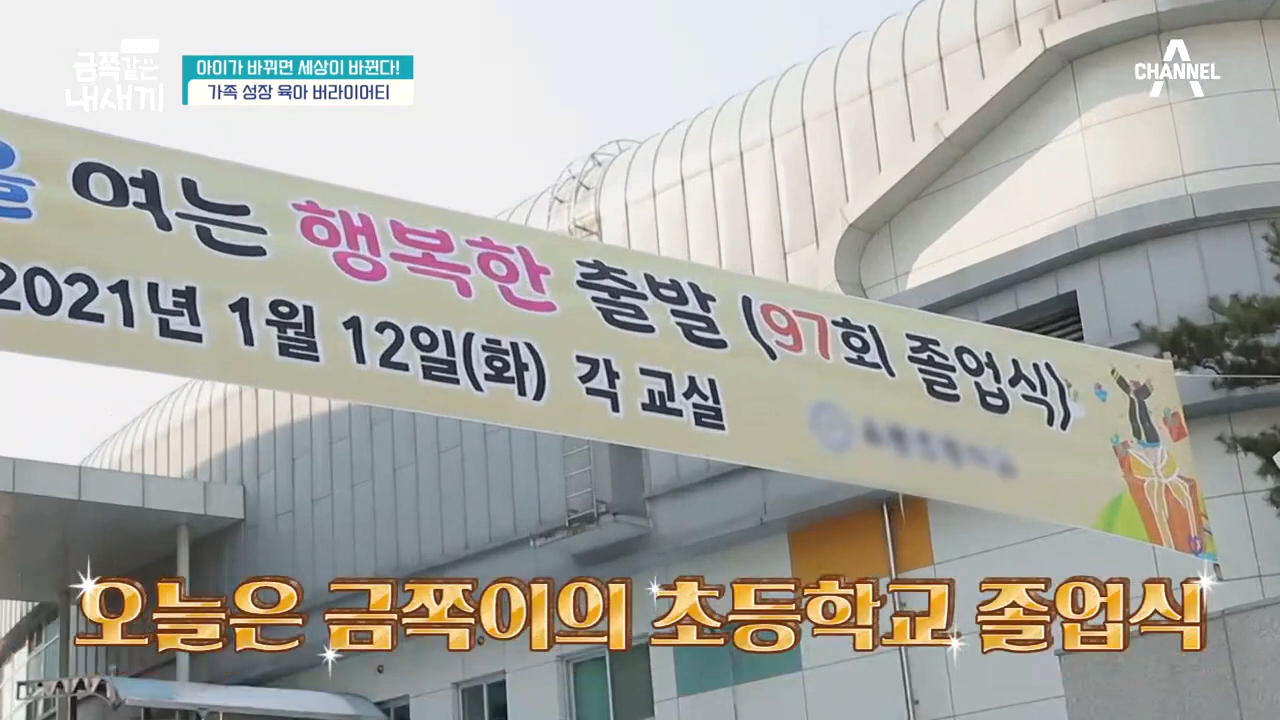 금쪽같은
내새끼
아이가 바뀌면 세상이 바뀐다!
가족 성장 육아 버라이어티
CHANNEL A
을 여는 행복한 출발 (97회 졸업식)
2021년 1월 12일(화) 각 교실
오늘은 금쪽이의 초등학교 졸업식